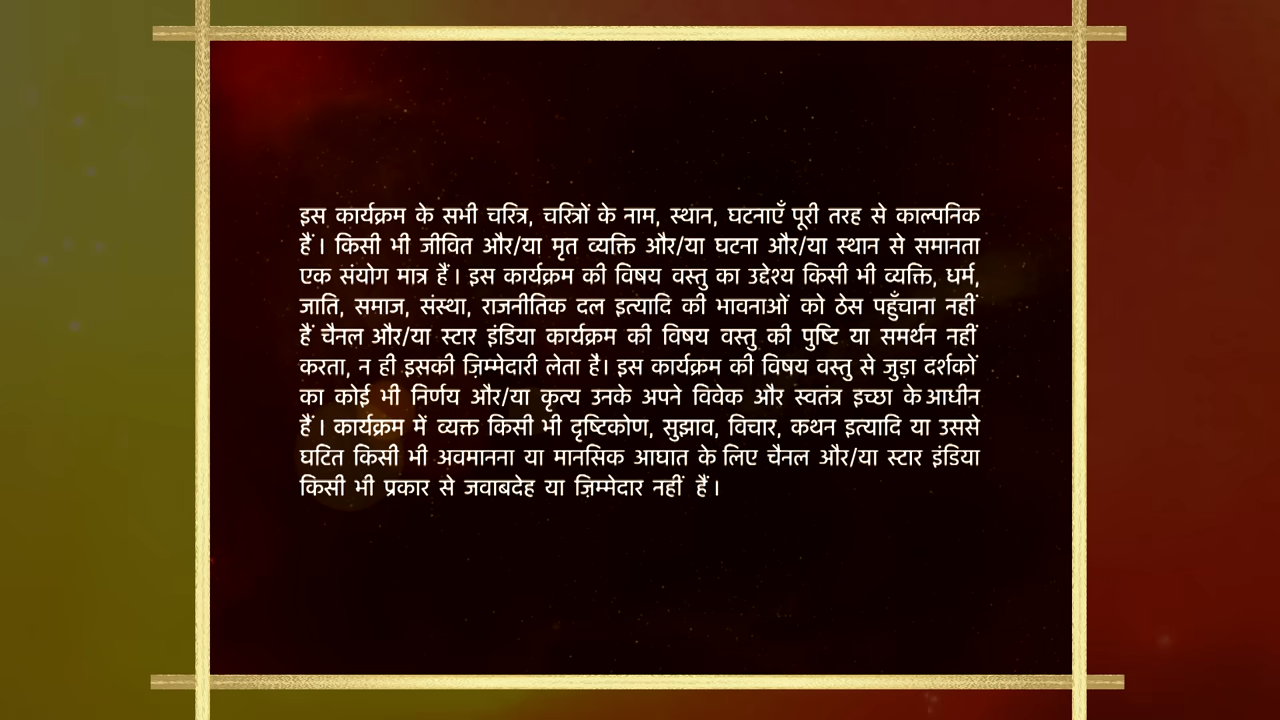 इस कार्यक्रम के सभी चरित्र, चरित्रों के नाम, स्थान, घटनाएँ पूरी तरह से काल्पनिक
हैं । किसी भी जीवित और/या मृत व्यक्ति और/या घटना और/या स्थान से समानता
एक संयोग मात्र हैं । इस कार्यक्रम की विषय वस्तु का उद्देश्य किसी भी व्यक्ति, धर्म,
जाति, समाज, संस्था, राजनीतिक दल इत्यादि की भावनाओं को ठेस पहुँचाना नहीं
हैं चैनल और/या स्टार इंडिया कार्यक्रम की विषय वस्तु की पुष्टि या समर्थन नहीं
करता, न ही इसकी ज़िम्मेदारी लेता है। इस कार्यक्रम की विषय वस्तु से जुड़ा दर्शकों
का कोई भी निर्णय और/या कृत्य उनके अपने विवेक और स्वतंत्र इच्छा के आधीन
हैं । कार्यक्रम में व्यक्त किसी भी दृष्टिकोण, सुझाव, विचार, कथन इत्यादि या उससे
घटित किसी भी अवमानना या मानसिक आघात के लिए चैनल और/या स्टार इंडिया
किसी भी प्रकार से जवाबदेह या ज़िम्मेदार नहीं हैं ।